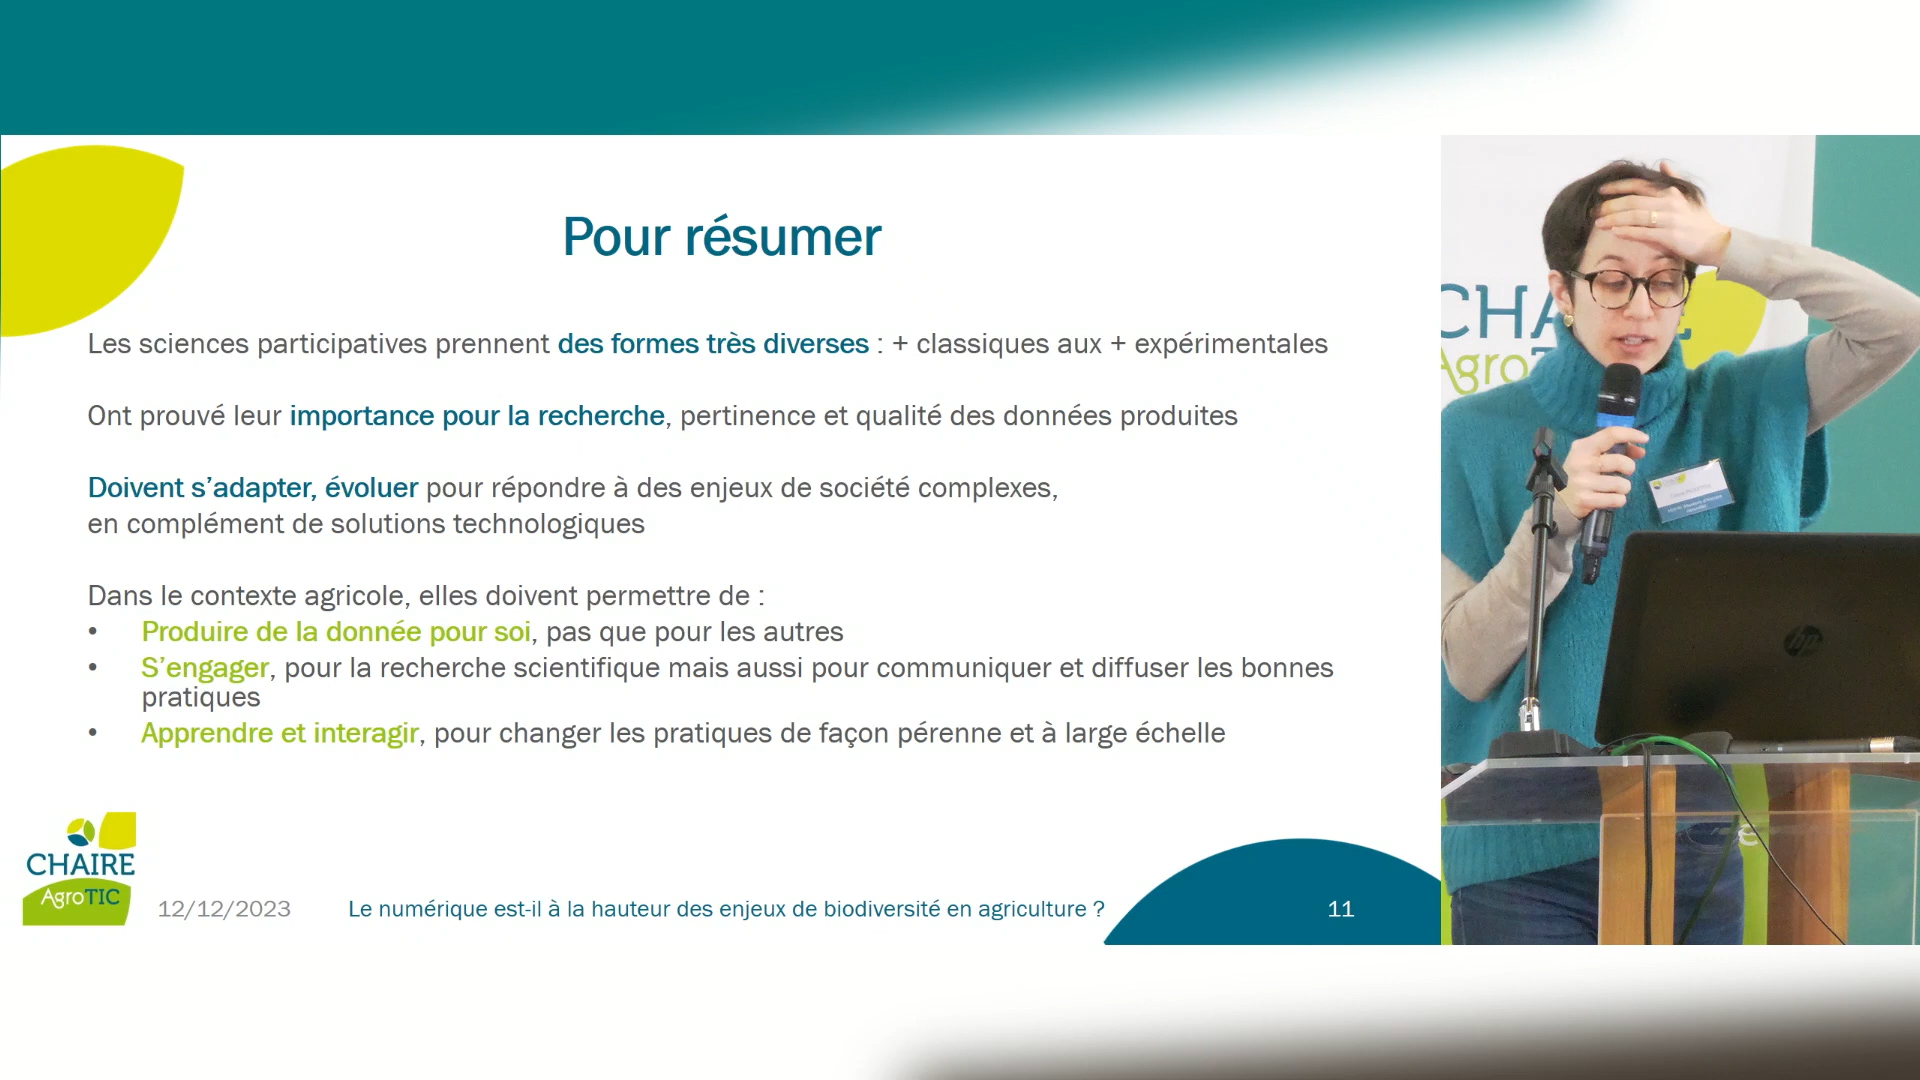 Pour résumer
Les sciences participatives prennent des formes très diverses : + classiques aux + expérimentales
Ont prouvé leur importance pour la recherche, pertinence et qualité des données produites
Doivent s’adapter, évoluer pour répondre à des enjeux de société complexes,
en complément de solutions technologiques
Dans le contexte agricole, elles doivent permettre de :
• Produire de la donnée pour soi, pas que pour les autres
• S’engager, pour la recherche scientifique mais aussi pour communiquer et diffuser les bonnes
pratiques
• Apprendre et interagir, pour changer les pratiques de façon pérenne et à large échelle
CHAIRE
AgroTIC
12/12/2023
Le numérique est-il à la hauteur des enjeux de biodiversité en agriculture ?
11
CHA
AgroT
hp